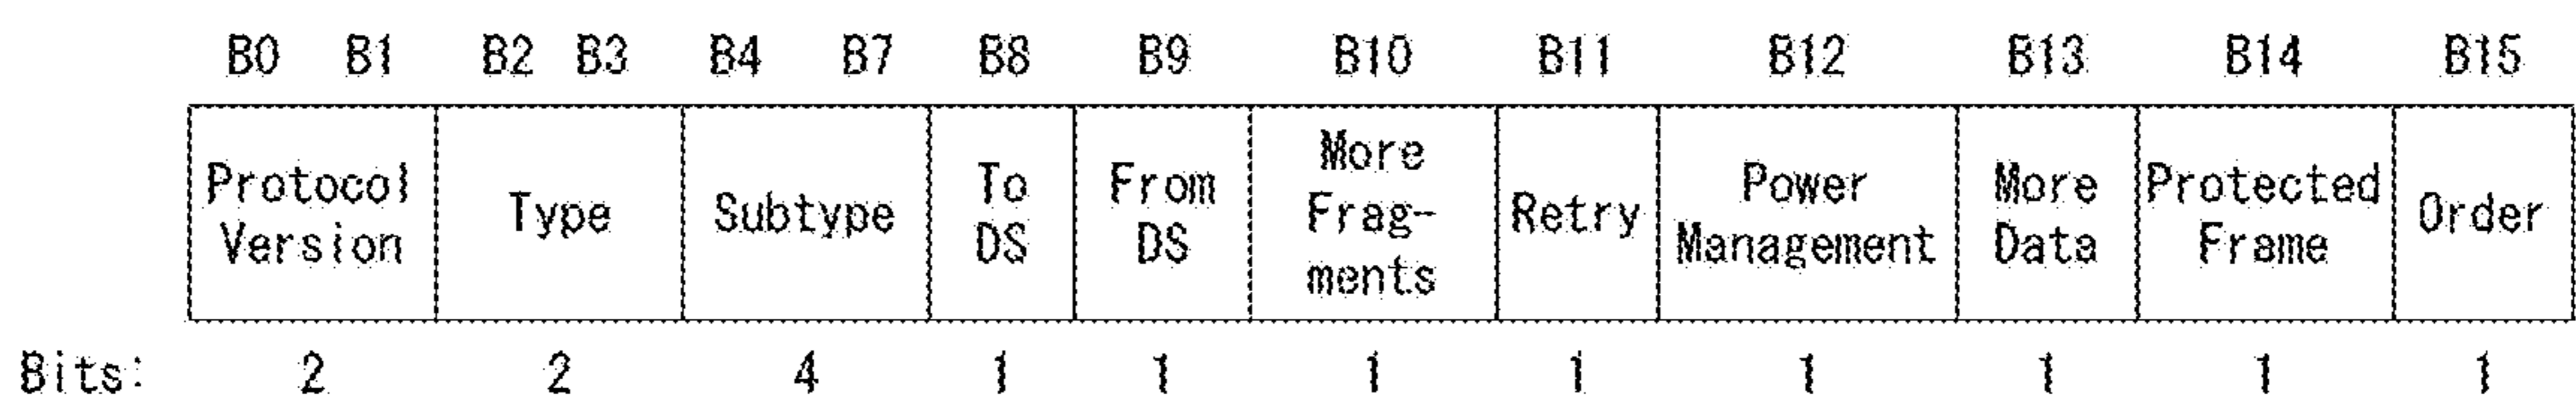 B0 B1 B2 B3 B4 B7 B8 B9 B10 B11 B12 B13 B14 B15
Protocol
Version
Type
Subtype
To
DS
From
DS
More
Frag-
ments
Retry
Power
Management
More
Data
Protected
Frame
Order
Bits: 2 2 4 1 1 1 1 1 1 1 1